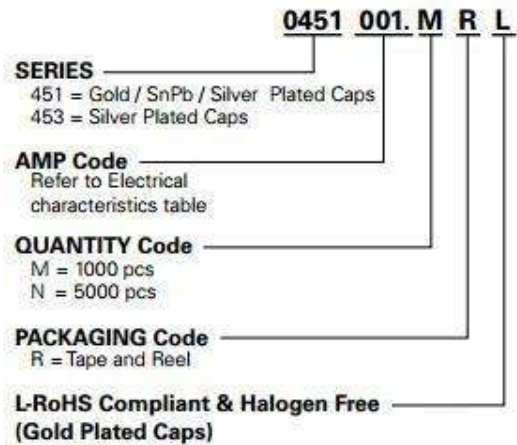 0451 001. M R L
SERIES
451 = Gold / SnPb / Silver Plated Caps
453 = Silver Plated Caps
AMP Code
Refer to Electrical
characteristics table
QUANTITY Code
M = 1000 pcs
N = 5000 pcs
PACKAGING Code
R = Tape and Reel
L-RoHS Compliant & Halogen Free
(Gold Plated Caps)